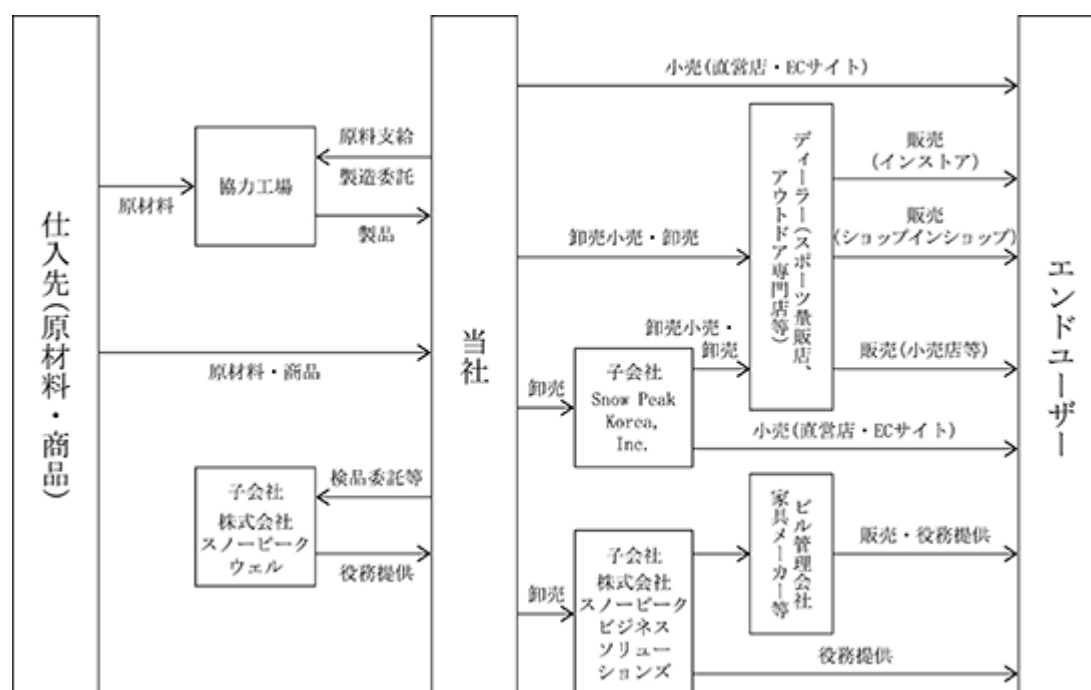 仕入先(原材料・商品)
原材料
協力工場
原料支給
製造委託
製品
原材料・商品
子会社
株式会社
スノーピーク
ウェル
検品委託等
役務提供
当社
小売(直営店・ECサイト)
卸売小売・卸売
卸売
子会社
Snow Peak
Korea,
Inc.
卸売小売・
卸売
ディーラー(スポーツ量販店、
アウトドア専門店等)
販売
(インストア)
販売
(ショップインショップ)
販売(小売店等)
小売(直営店・ECサイト)
卸売
子会社
株式会社
スノーピーク
ビジネス
ソリュー
ションズ
ビル管理会社
家具メーカー等
販売・役務提供
役務提供
エンドユーザー